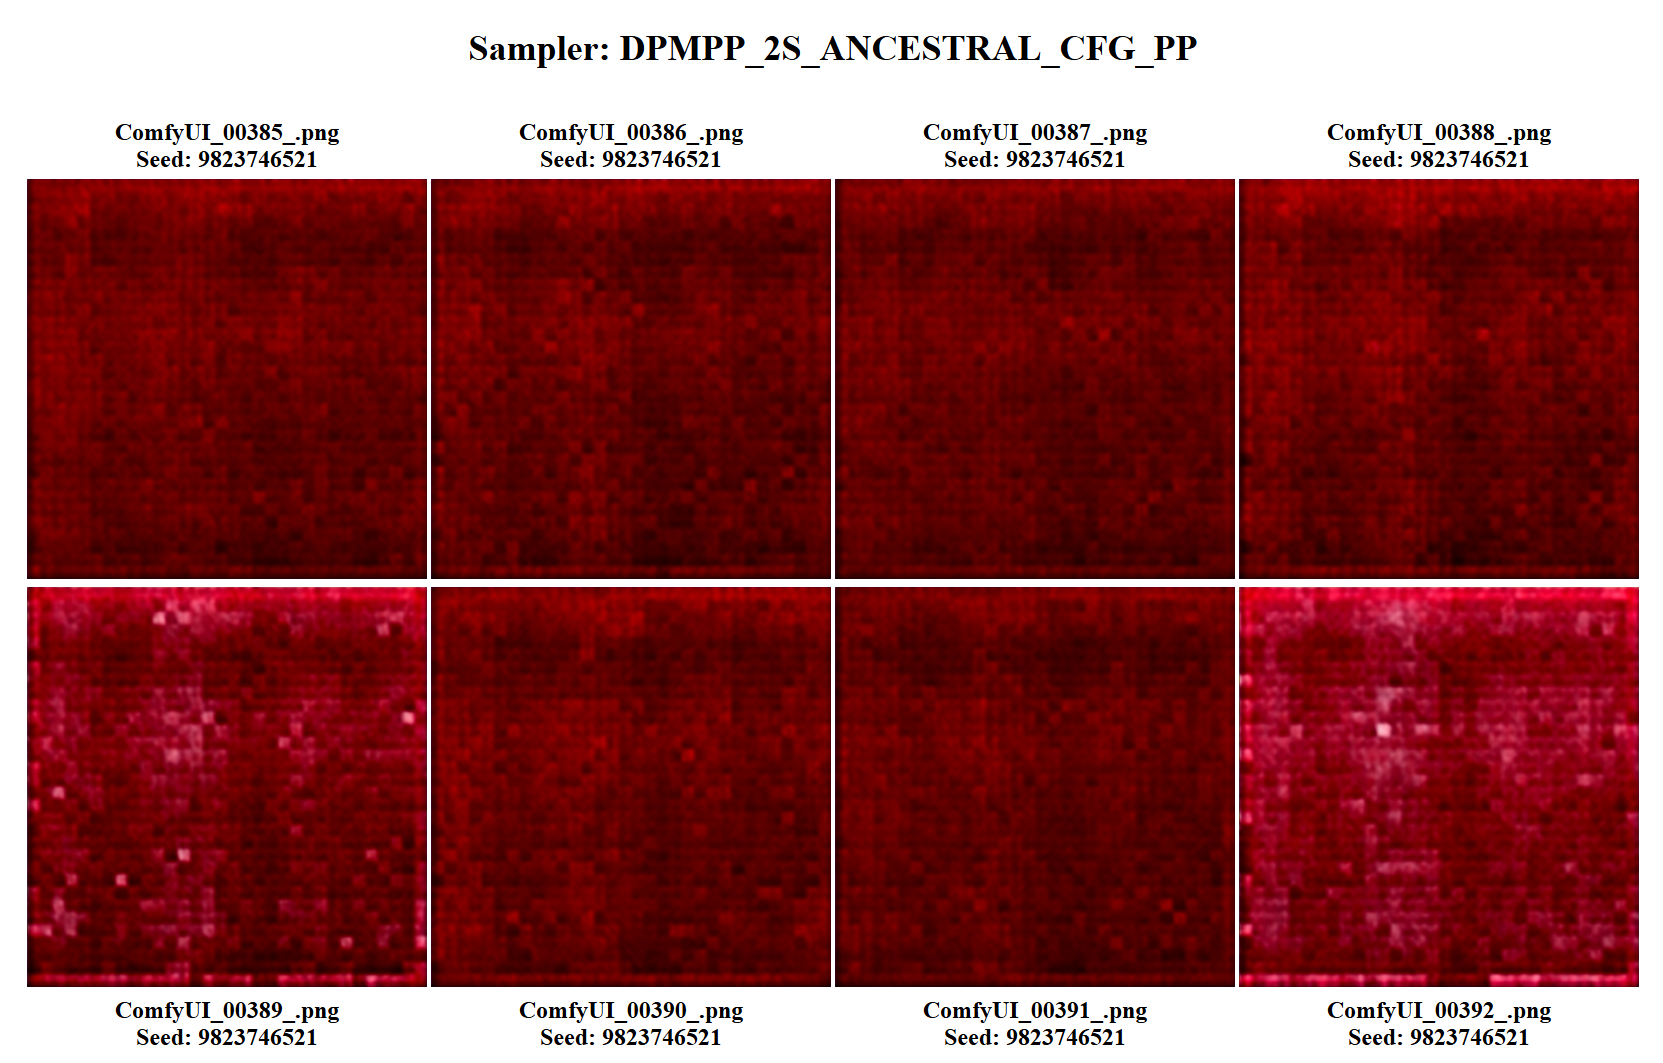 Sampler: DPMPP_2S_ANCESTRAL_CFG_PP
ComfyUI_00385_.png
Seed: 9823746521
ComfyUI_00386_.png
Seed: 9823746521
ComfyUI_00387_.png
Seed: 9823746521
ComfyUI_00388_.png
Seed: 9823746521
ComfyUI_00389_.png
Seed: 9823746521
ComfyUI_00390_.png
Seed: 9823746521
ComfyUI_00391_.png
Seed: 9823746521
ComfyUI_00392_.png
Seed: 9823746521